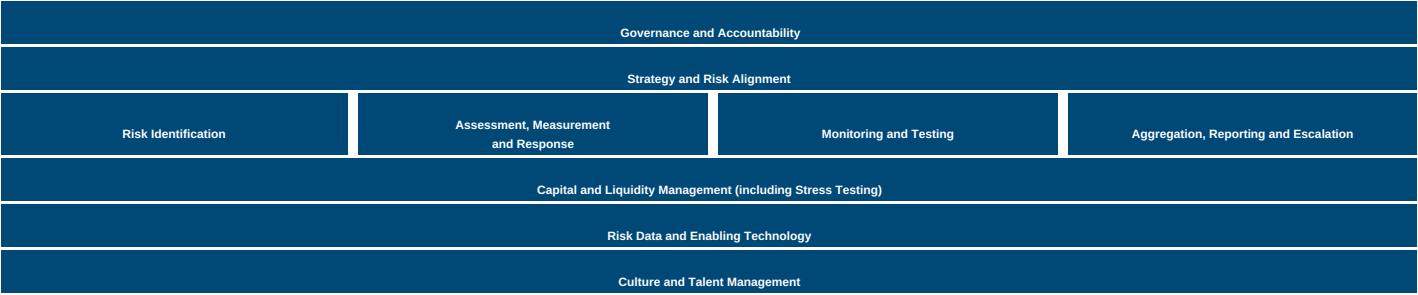 Governance and Accountability
Strategy and Risk Alignment
Risk Identification
Assessment, Measurement
and Response
Monitoring and Testing
Aggregation, Reporting and Escalation
Capital and Liquidity Management (including Stress Testing)
Risk Data and Enabling Technology
Culture and Talent Management